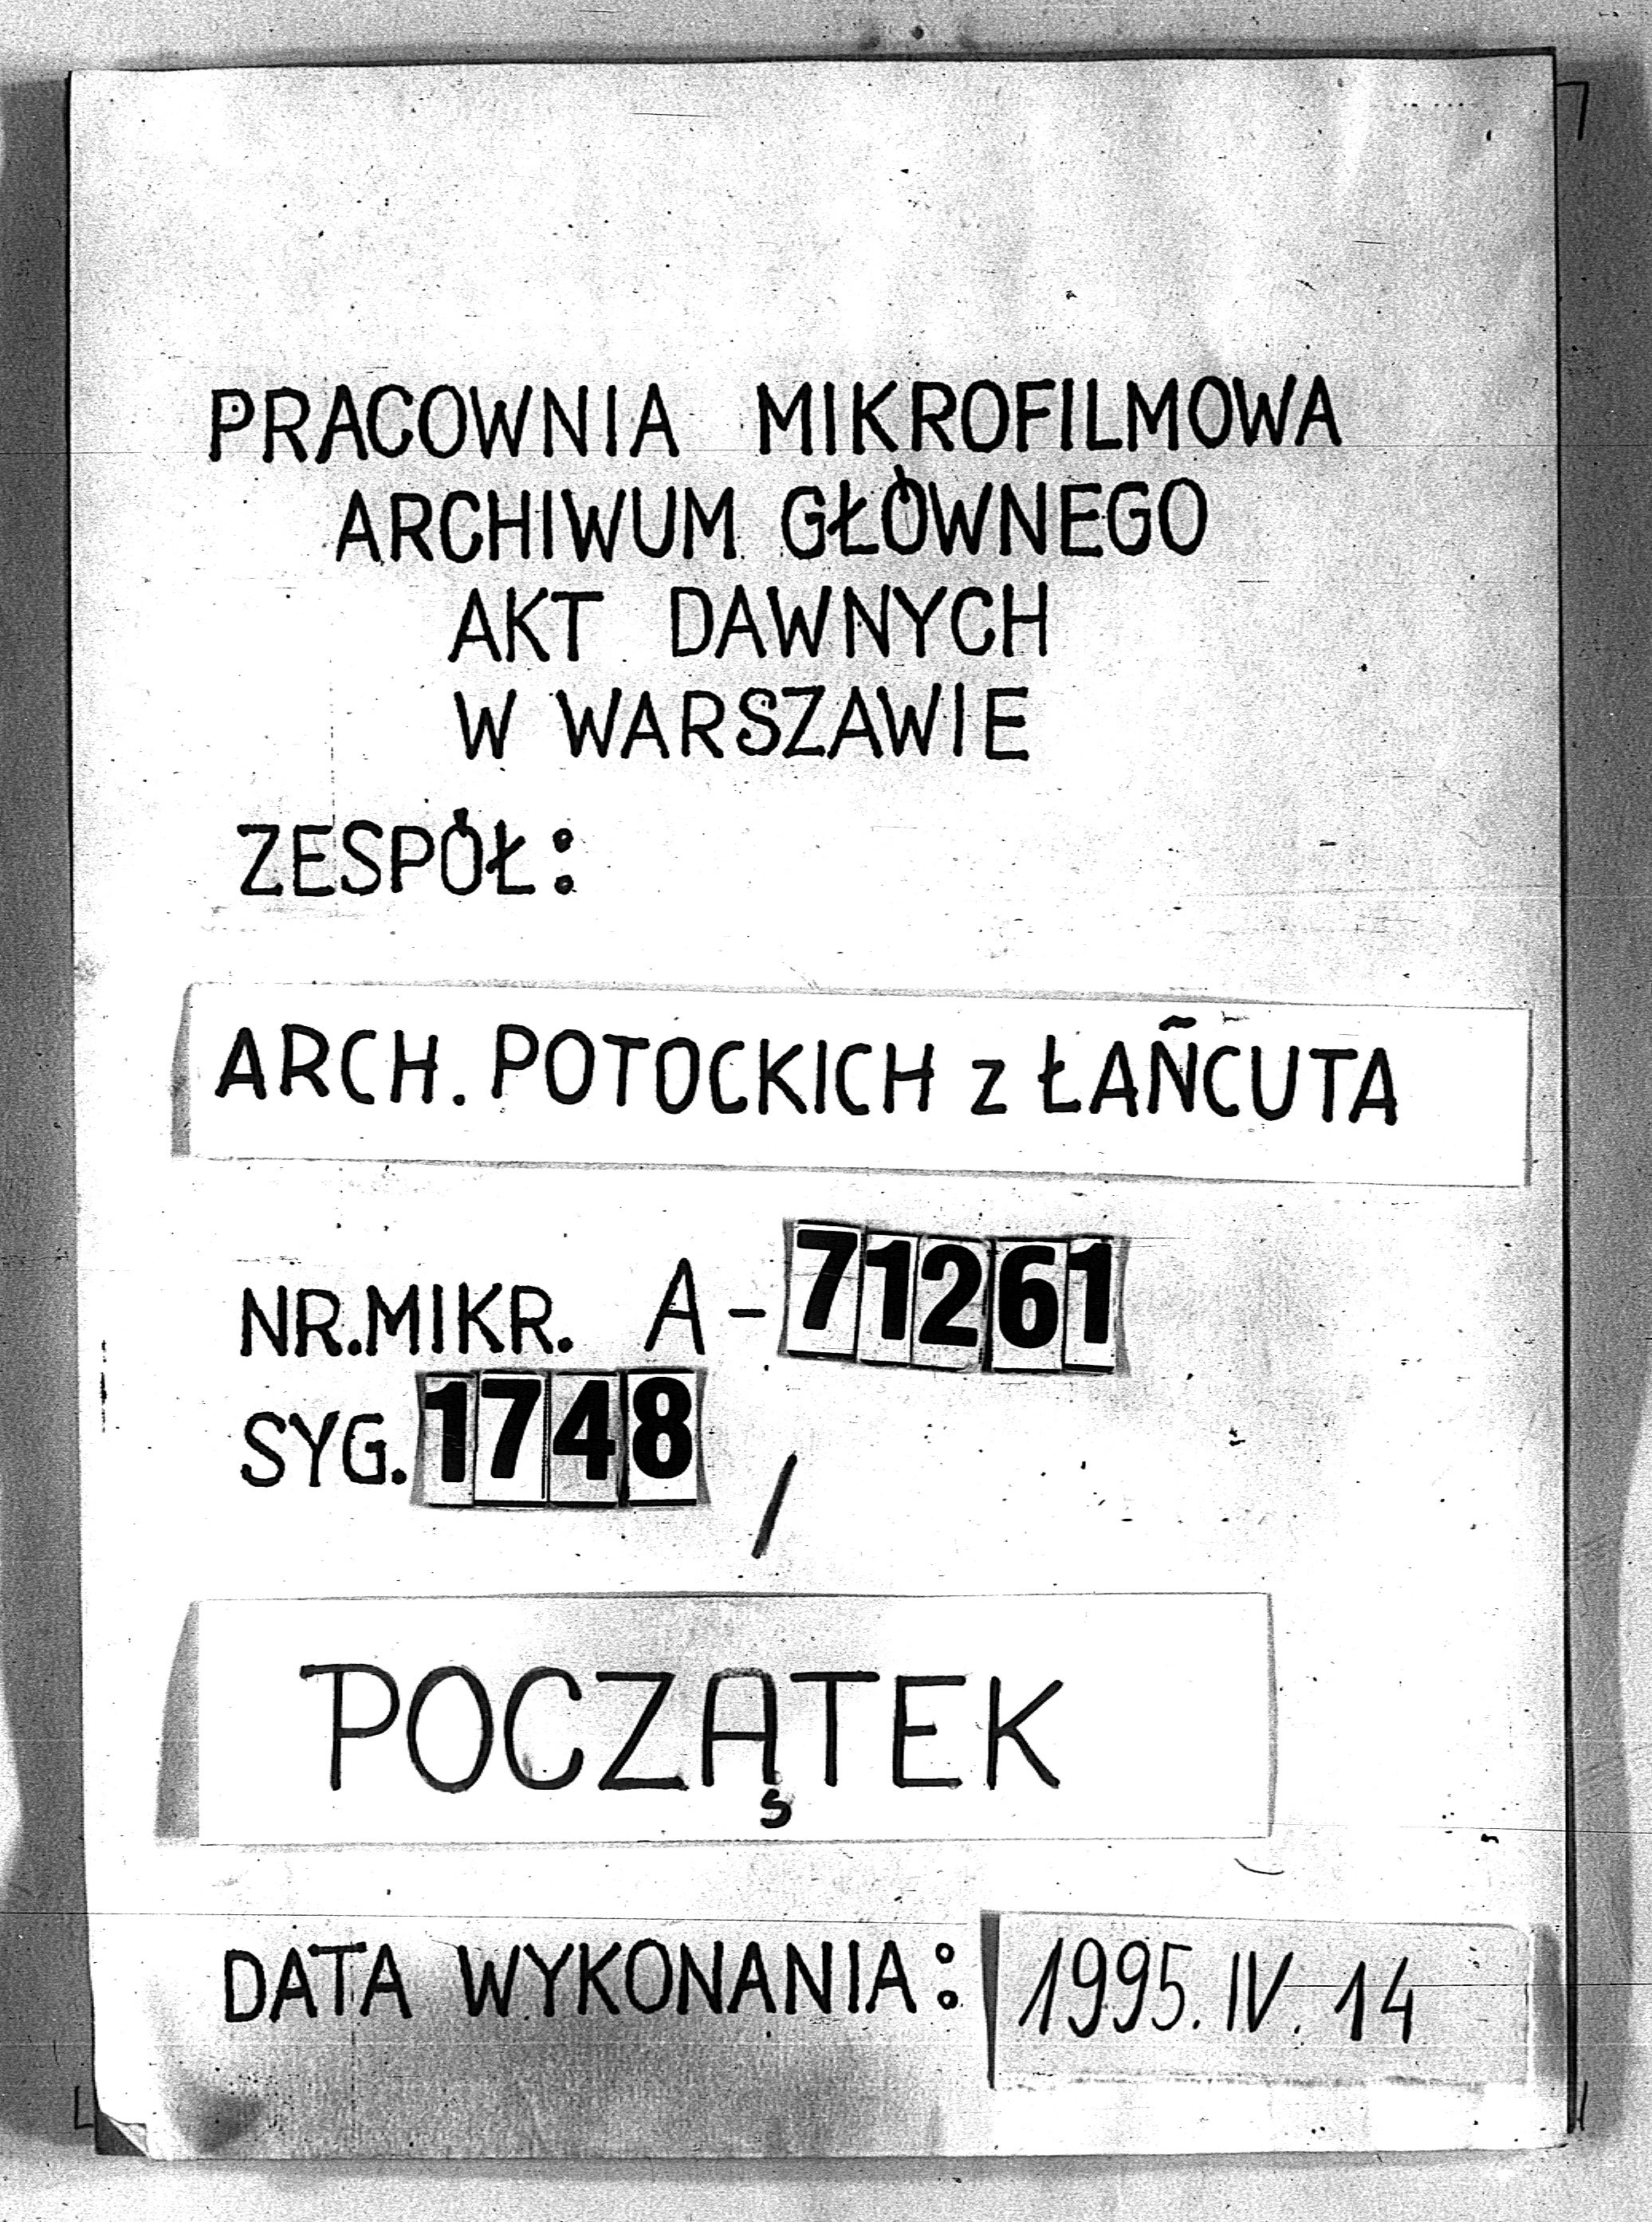 PRACOWNIA MIKROFILMOWA
ARCHIWUM GŁÓWNEGO
AKT DAWNYCH
W WARSZAWIE
ZESPÓŁ:
ARCH. POTOCKICH z ŁAŃCUTA
NR.MIKR. A-71261
SYG. 1748 /
POCZĄTEK
DATA WYKONANIA: 1995.IV.14